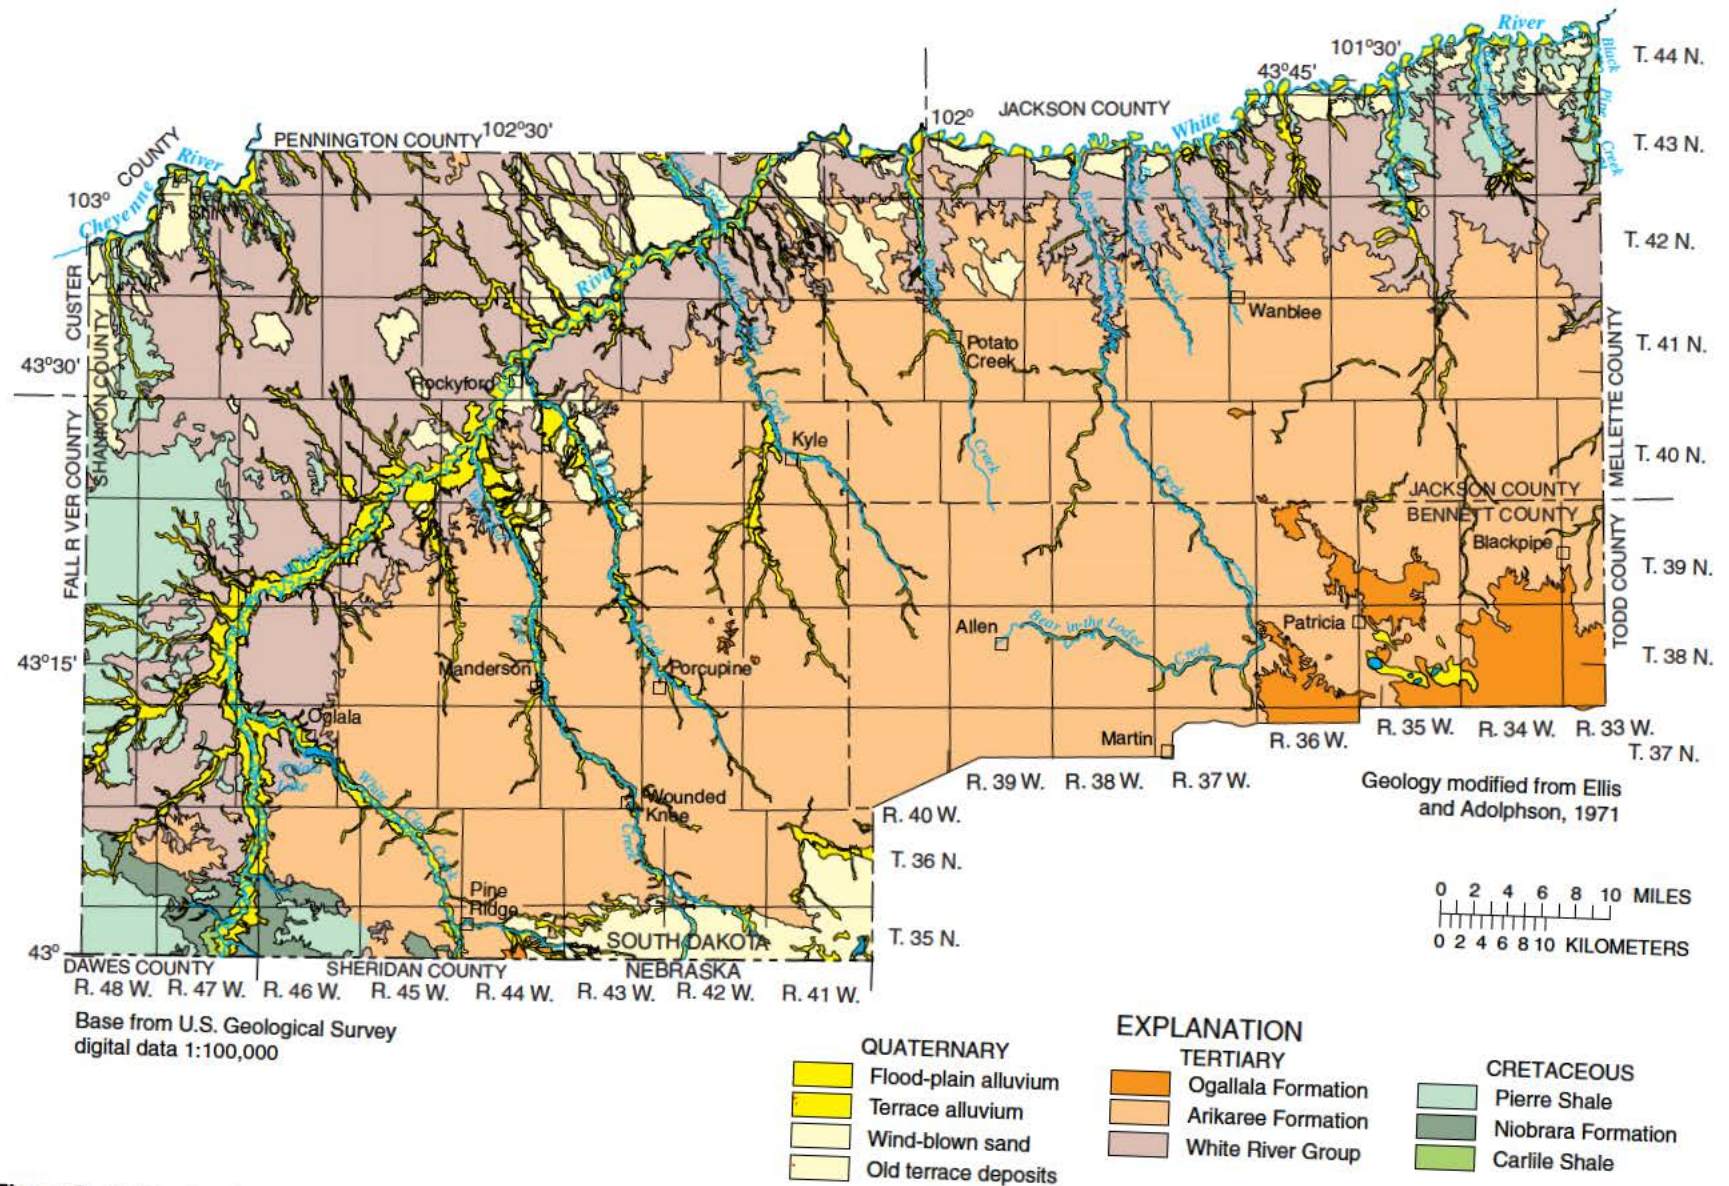 River
101°30'
T. 44 N.
43°45'
Black
Pipe
Creek
JACKSON COUNTY
102°
White
T. 43 N.
PENNINGTON COUNTY
102°30'
COUNTY
River
103°
Cheyenne
T. 42 N.
River
Creek
CUSTER
Wanblee
SHANNON COUNTY
Potato
Creek
T. 41 N.
43°30'
Rockyford
MELLETTE COUNTY
FALL RIVER COUNTY
Creek
Kyle
Creek
T. 40 N.
Creek
JACKSON COUNTY
BENNETT COUNTY
Blackpipe
T. 39 N.
White
TODD COUNTY
Allen
Bear in the Lodge
Creek
Patricia
43°15'
T. 38 N.
Creek
Manderson
Porcupine
Oglala
Martin
R. 36 W.
R. 35 W.
R. 34 W.
R. 33 W.
T. 37 N.
Oglala
Lake
White
Clay
Creek
R. 39 W.
R. 38 W.
R. 37 W.
Wounded
Knee
Creek
R. 40 W.
Geology modified from Ellis
and Adolphson, 1971
T. 36 N.
Pine
Ridge
0 2 4 6 8 10 MILES
0 2 4 6 8 10 KILOMETERS
T. 35 N.
SOUTH DAKOTA
NEBRASKA
43°
DAWES COUNTY
SHERIDAN COUNTY
R. 48 W.
R. 47 W.
R. 46 W.
R. 45 W.
R. 44 W.
R. 43 W.
R. 42 W.
R. 41 W.
Base from U.S. Geological Survey
digital data 1:100,000
EXPLANATION
QUATERNARY
Flood-plain alluvium
Terrace alluvium
Wind-blown sand
Old terrace deposits
TERTIARY
Ogallala Formation
Arikaree Formation
White River Group
CRETACEOUS
Pierre Shale
Niobrara Formation
Carlile Shale